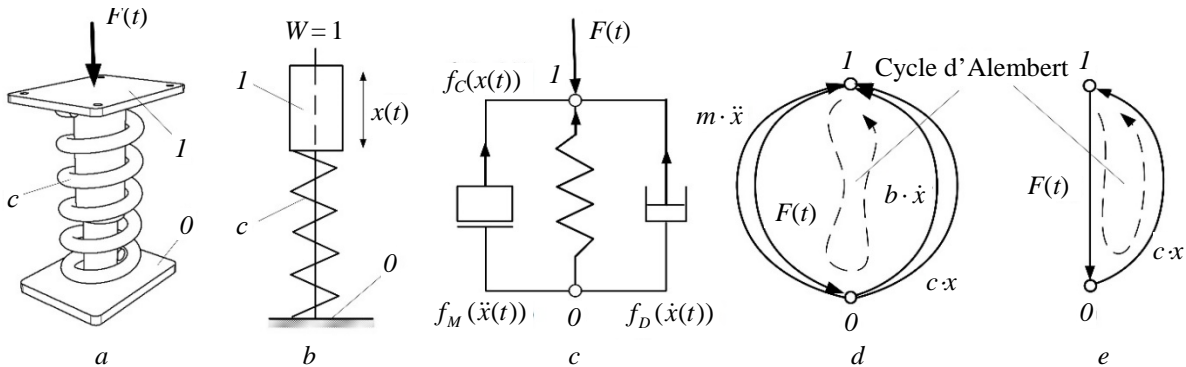 F(t)
1
c
0
a
W = 1
1
x(t)
c
0
b
F(t)
1
f_C(x(t))
f_M(ẍ(t))
0
f_D(ẋ(t))
c
1
Cycle d'Alembert
m·ẍ
F(t)
b·ẋ
c·x
0
d
1
F(t)
c·x
0
e